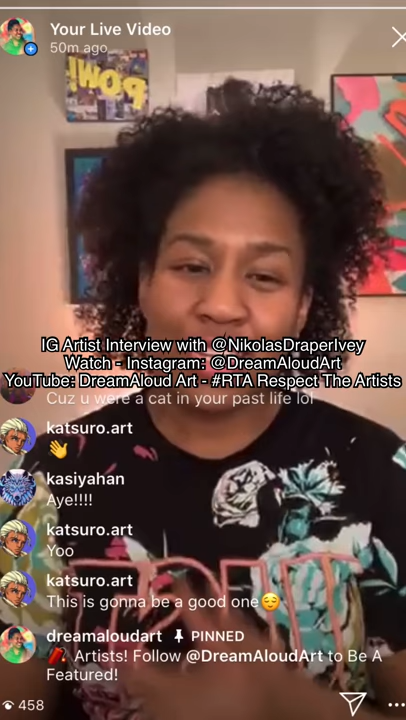 Your Live Video
50m ago
POW!
IG Artist Interview with @NikolasDraperIvey
Watch - Instagram: @DreamAloudArt
YouTube: DreamAloud Art - #RTA Respect The Artists
Cuz u were a cat in your past life lol
katsuro.art
👋
kasiyahan
Aye!!!!
katsuro.art
Yoo
katsuro.art
This is gonna be a good one😌
dreamaloudart 📌 PINNED
🧨 Artists! Follow @DreamAloudArt to Be A
Featured!
458